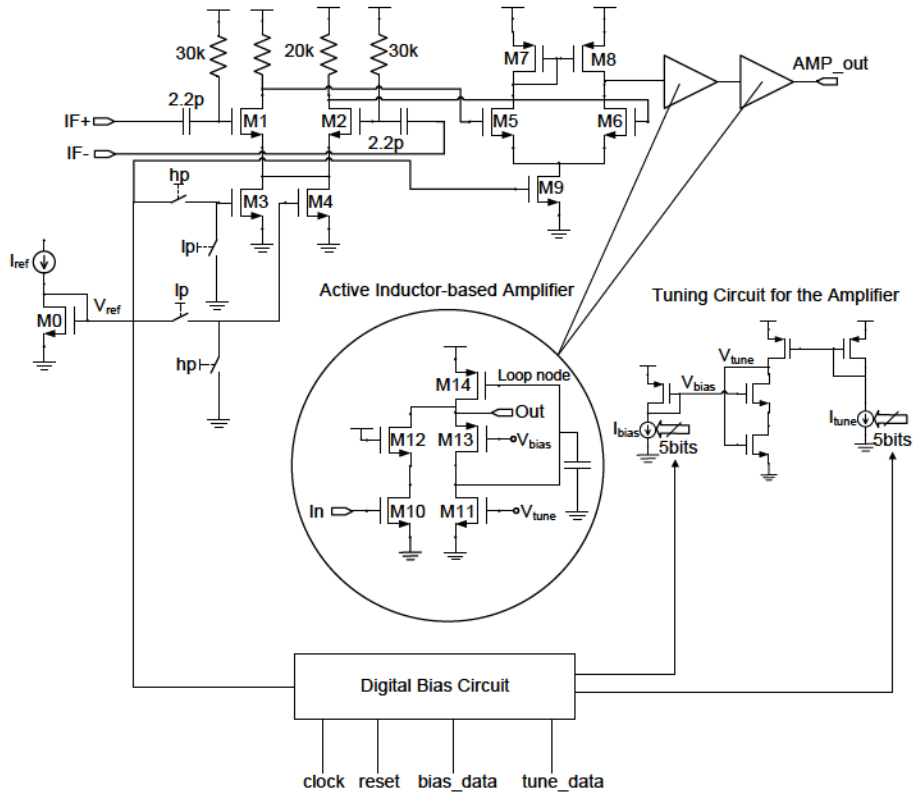 30k
20k
30k
M7
M8
AMP_out
2.2p
IF+
M1
M2
M5
M6
IF-
2.2p
hp
M3
M4
M9
lp
Iref
Vref
lp
M0
hp
Active Inductor-based Amplifier
Tuning Circuit for the Amplifier
M14
Loop node
Out
M12
M13
Vbias
In
M10
M11
Vtune
Vtune
Vbias
Ibias
5bits
Itune
5bits
Digital Bias Circuit
clock
reset
bias_data
tune_data